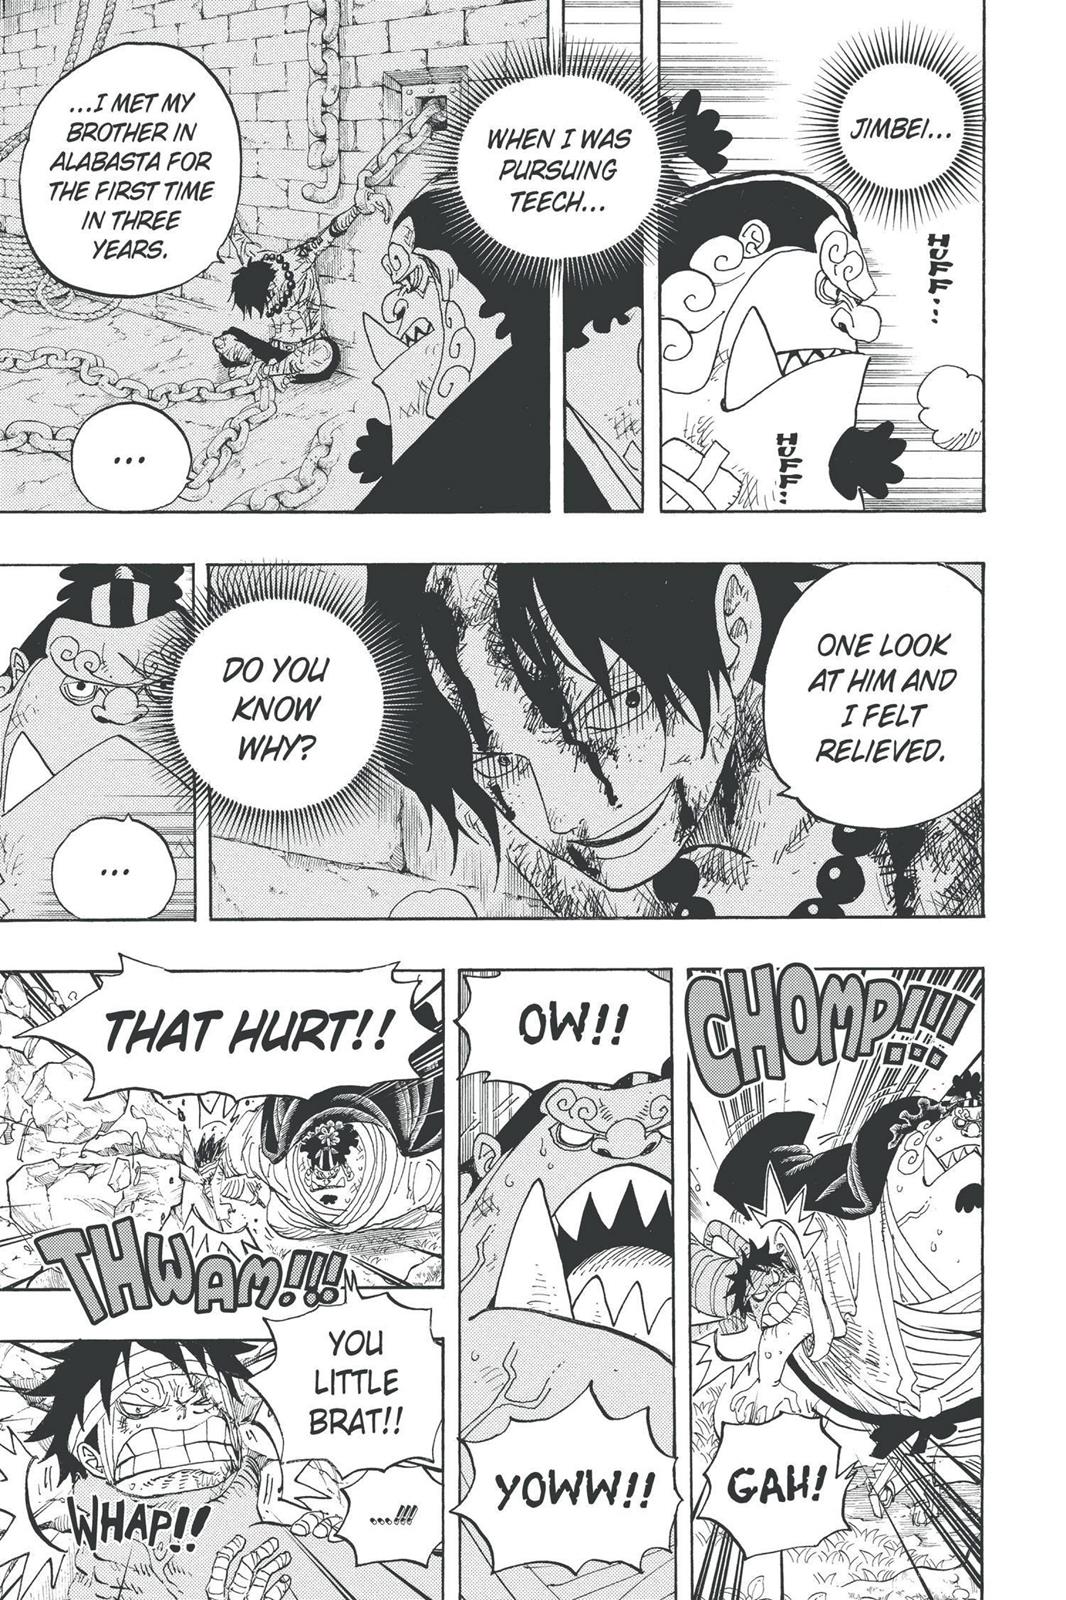 JIMBEI...
HUFF...
HUFF...
WHEN I WAS
PURSUING
TEECH...
...I MET MY
BROTHER IN
ALABASTA FOR
THE FIRST TIME
IN THREE
YEARS.
...
ONE LOOK
AT HIM AND
I FELT
RELIEVED.
DO YOU
KNOW
WHY?
...
CHOMP!!!
GAH!
OW!!
YOWW!!
THAT HURT!!
THWAM!!!
YOU
LITTLE
BRAT!!
...!!!
WHAP!!